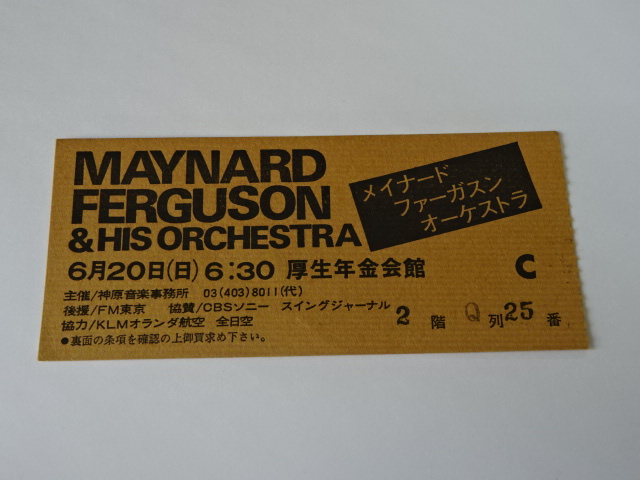 MAYNARD
FERGUSON
& HIS ORCHESTRA
メイナード
ファーガスン
オーケストラ
6月20日(日) 6:30 厚生年金会館 C
主催/神原音楽事務所 03(403)8011(代)
後援/FM東京 協賛/CBSソニー スイングジャーナル
協力/KLMオランダ航空 全日空
2 階 Q 列 25 番
●裏面の条項を確認の上御買求め下さい。